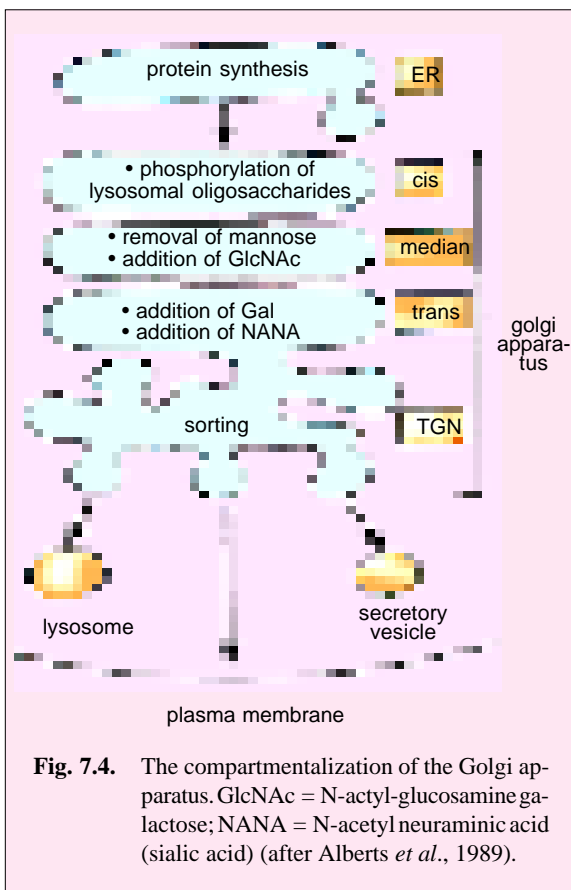 protein synthesis
ER
• phosphorylation of
lysosomal oligosaccharides
cis
• removal of mannose
• addition of GlcNAc
median
• addition of Gal
• addition of NANA
trans
golgi
appara-
tus
sorting
TGN
lysosome
secretory
vesicle
plasma membrane
Fig. 7.4. The compartmentalization of the Golgi ap-
paratus. GlcNAc = N-actyl-glucosamine ga-
lactose; NANA = N-acetyl neuraminic acid
(sialic acid) (after Alberts et al., 1989).